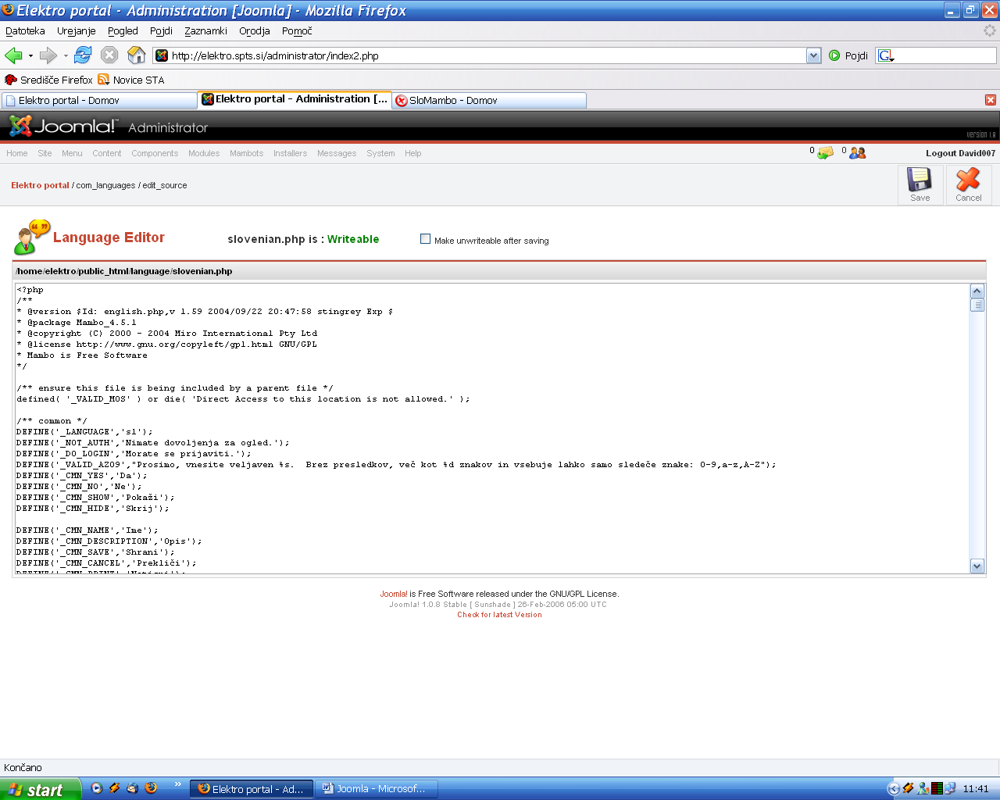 Elektro portal - Administration [Joomla] - Mozilla Firefox
Datoteka Urejanje Pogled Pojdi Zaznamki Orodja Pomoč
http://elektro.spts.si/administrator/index2.php Pojdi G
Središče Firefox Novice STA
Elektro portal - Domov Elektro portal - Administration [... SloMambo - Domov
Joomla!™ Administrator
version 1.0
Home Site Menu Content Components Modules Mambots Installers Messages System Help 0 0 Logout David007
Elektro portal / com_languages / edit_source
Save Cancel
Language Editor slovenian.php is : Writeable Make unwriteable after saving
/home/elektro/public_html/language/slovenian.php
<?php
/**
* @version $Id: english.php,v 1.59 2004/09/22 20:47:58 stingrey Exp $
* @package Mambo_4.5.1
* @copyright (C) 2000 - 2004 Miro International Pty Ltd
* @license http://www.gnu.org/copyleft/gpl.html GNU/GPL
* Mambo is Free Software
*/
/** ensure this file is being included by a parent file */
defined( '_VALID_MOS' ) or die( 'Direct Access to this location is not allowed.' );
/** common */
DEFINE('_LANGUAGE','sl');
DEFINE('_NOT_AUTH','Nimate dovoljenja za ogled.');
DEFINE('_DO_LOGIN','Morate se prijaviti.');
DEFINE('_VALID_AZ09',"Prosimo, vnesite veljaven %s.  Brez presledkov, več kot %d znakov in vsebuje lahko samo sledeče znake: 0-9,a-z,A-Z");
DEFINE('_CMN_YES','Da');
DEFINE('_CMN_NO','Ne');
DEFINE('_CMN_SHOW','Pokaži');
DEFINE('_CMN_HIDE','Skrij');
DEFINE('_CMN_NAME','Ime');
DEFINE('_CMN_DESCRIPTION','Opis');
DEFINE('_CMN_SAVE','Shrani');
DEFINE('_CMN_CANCEL','Prekliči');
DEFINE('_CMN_PRINT','Natisni');
Joomla! is Free Software released under the GNU/GPL License.
Joomla! 1.0.8 Stable [ Sunshade ] 26-Feb-2006 05:00 UTC
Check for latest Version
Končano
start Elektro portal - Ad... Joomla - Microsof... 11:41